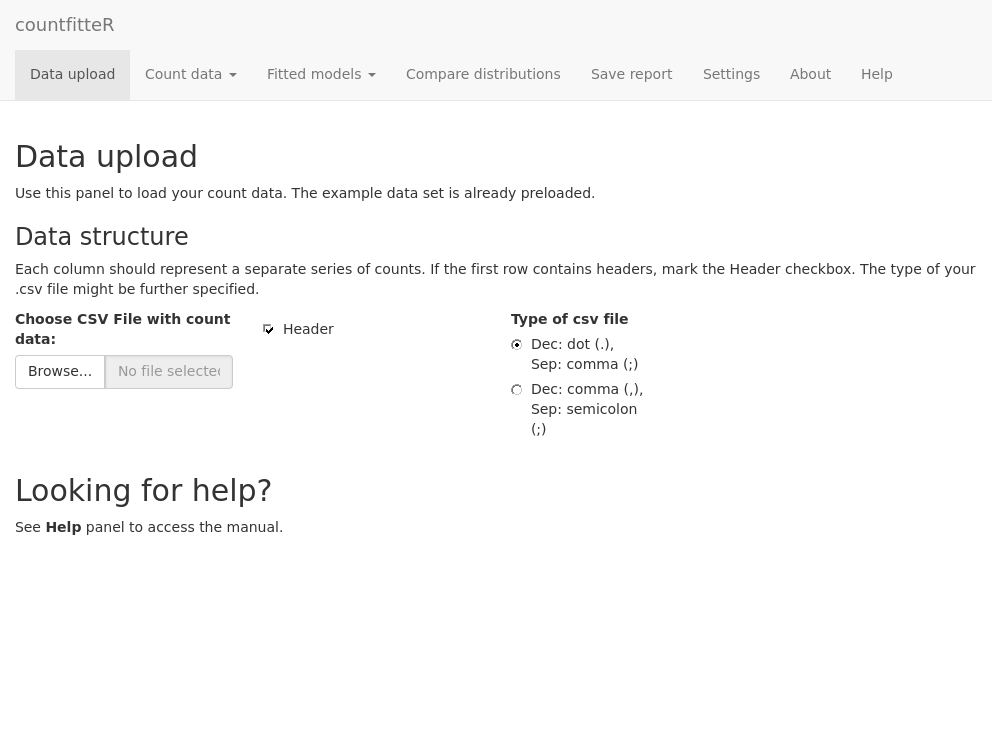 countfitteR
Data upload Count data Fitted models Compare distributions Save report Settings About Help
Data upload
Use this panel to load your count data. The example data set is already preloaded.
Data structure
Each column should represent a separate series of counts. If the first row contains headers, mark the Header checkbox. The type of your
.csv file might be further specified.
Choose CSV File with count
data:
Browse...
No file selected
Header
Type of csv file
Dec: dot (.),
Sep: comma (;)
Dec: comma (,),
Sep: semicolon
(;)
Looking for help?
See Help panel to access the manual.